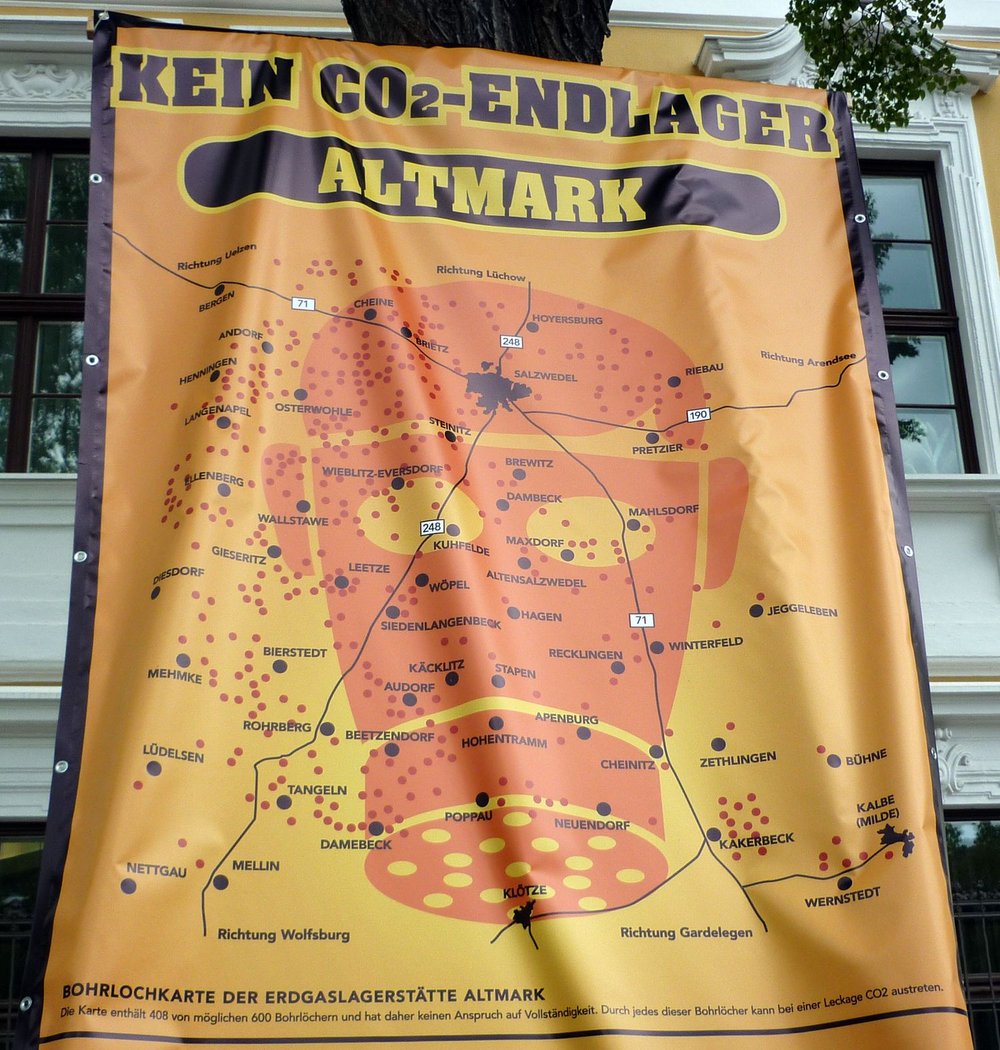 KEIN CO2-ENDLAGER
ALTMARK
Richtung Uelzen
Richtung Lüchow
BERGEN
71
CHEINE
HOYERSBURG
ANDORF
BRIETZ
248
Richtung Arendsee
HENNINGEN
SALZWEDEL
RIEBAU
LANGENAPEL
OSTERWOHLE
190
STEINITZ
PRETZIER
ELLENBERG
WIEBLITZ-EVERSDORF
BREWITZ
DAMBECK
WALLSTAWE
248
MAHLSDORF
GIESERITZ
KUHFELDE
MAXDORF
DIESDORF
LEETZE
WÖPEL
ALTENSALZWEDEL
SIEDENLANGENBECK
HAGEN
71
JEGGELEBEN
BIERSTEDT
RECKLINGEN
WINTERFELD
MEHMKE
KÄCKLITZ
STAPEN
AUDORF
ROHRBERG
BEETZENDORF
APENBURG
HOHENTRAMM
LÜDELSEN
CHEINITZ
ZETHLINGEN
BÜHNE
TANGELN
POPPAU
NEUENDORF
KALBE
(MILDE)
DAMEBECK
KAKERBECK
NETTGAU
MELLIN
KLÖTZE
WERNSTEDT
Richtung Wolfsburg
Richtung Gardelegen
BOHRLOCHKARTE DER ERDGASLAGERSTÄTTE ALTMARK
Die Karte enthält 408 von möglichen 600 Bohrlöchern und hat daher keinen Anspruch auf Vollständigkeit. Durch jedes dieser Bohrlöcher kann bei einer Leckage CO2 austreten.